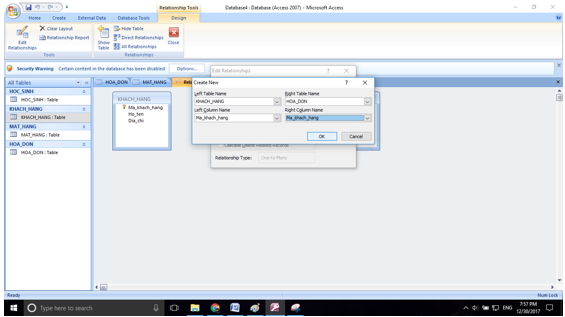 Relationship Tools
Database4 : Database (Access 2007) - Microsoft Access
Home Create External Data Database Tools Design
Edit Relationships
Clear Layout
Relationship Report
Tools
Show Table
Hide Table
Direct Relationships
All Relationships
Relationships
Close
Security Warning Certain content in the database has been disabled Options...
All Tables
HOC_SINH
HOC_SINH : Table
KHACH_HANG
KHACH_HANG : Table
MAT_HANG
MAT_HANG : Table
HOA_DON
HOA_DON : Table
HOA_DON MAT_HANG
KHACH_HANG
Ma_khach_hang
Ho_ten
Dia_chi
Edit Relationships ? X
Create New ? X
Left Table Name Right Table Name
KHACH_HANG HOA_DON
Left Column Name Right Column Name
Ma_khach_hang Ma_khach_hang
OK Cancel
Relationship Type: One-To-Many
Ready Num Lock
Type here to search
ENG
7:57 PM
12/30/2017